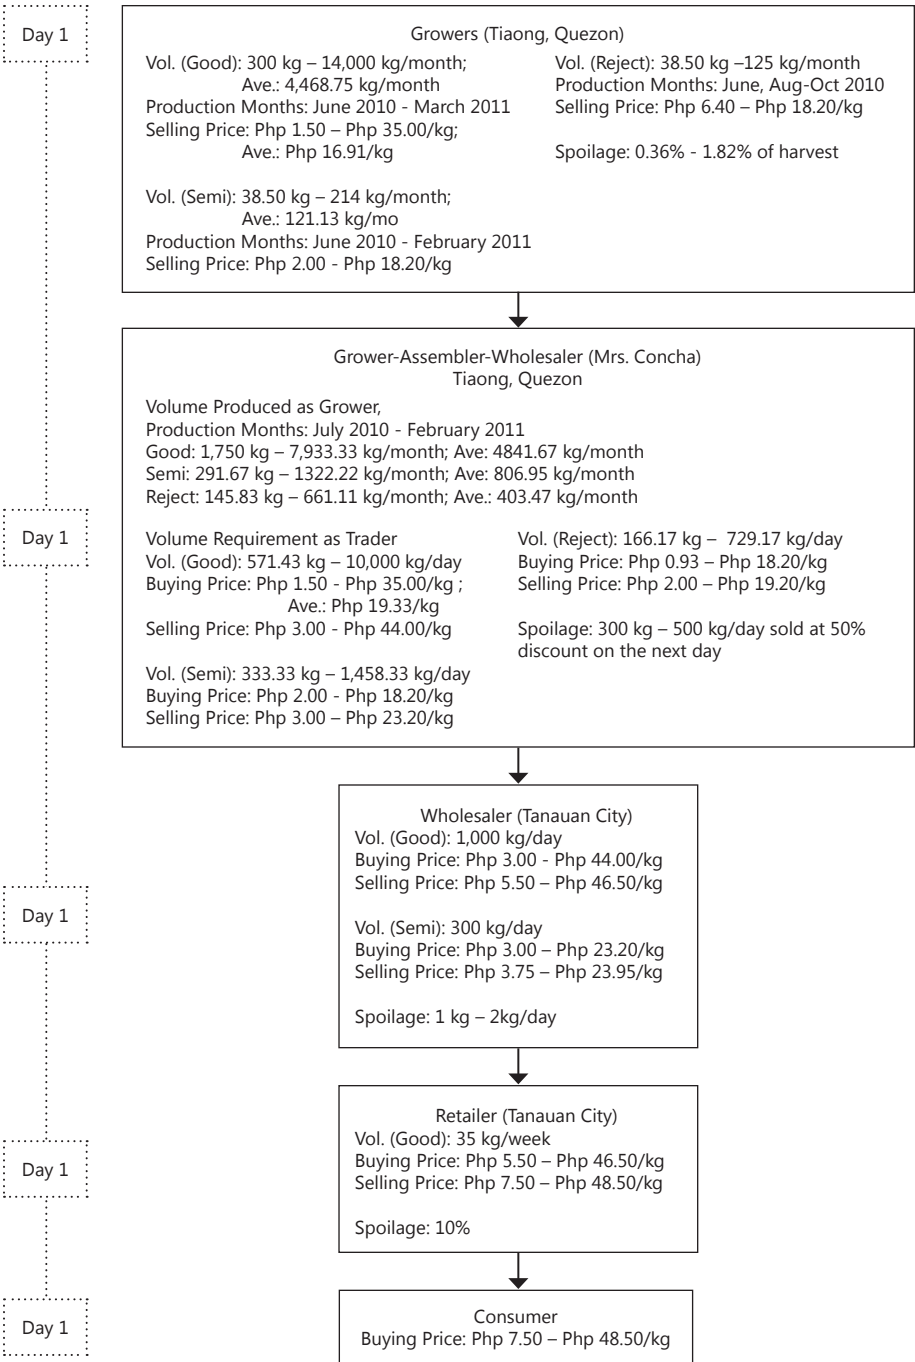 Day 1
Growers (Tiaong, Quezon)
Vol. (Good): 300 kg – 14,000 kg/month;
Ave.: 4,468.75 kg/month
Production Months: June 2010 - March 2011
Selling Price: Php 1.50 – Php 35.00/kg;
Ave.: Php 16.91/kg
Vol. (Semi): 38.50 kg – 214 kg/month;
Ave.: 121.13 kg/mo
Production Months: June 2010 - February 2011
Selling Price: Php 2.00 - Php 18.20/kg
Vol. (Reject): 38.50 kg –125 kg/month
Production Months: June, Aug-Oct 2010
Selling Price: Php 6.40 – Php 18.20/kg
Spoilage: 0.36% - 1.82% of harvest
Day 1
Grower-Assembler-Wholesaler (Mrs. Concha)
Tiaong, Quezon
Volume Produced as Grower,
Production Months: July 2010 - February 2011
Good: 1,750 kg – 7,933.33 kg/month; Ave: 4841.67 kg/month
Semi: 291.67 kg – 1322.22 kg/month; Ave: 806.95 kg/month
Reject: 145.83 kg – 661.11 kg/month; Ave.: 403.47 kg/month
Volume Requirement as Trader
Vol. (Good): 571.43 kg – 10,000 kg/day
Buying Price: Php 1.50 - Php 35.00/kg ;
Ave.: Php 19.33/kg
Selling Price: Php 3.00 - Php 44.00/kg
Vol. (Semi): 333.33 kg – 1,458.33 kg/day
Buying Price: Php 2.00 - Php 18.20/kg
Selling Price: Php 3.00 – Php 23.20/kg
Vol. (Reject): 166.17 kg – 729.17 kg/day
Buying Price: Php 0.93 – Php 18.20/kg
Selling Price: Php 2.00 – Php 19.20/kg
Spoilage: 300 kg – 500 kg/day sold at 50%
discount on the next day
Day 1
Wholesaler (Tanauan City)
Vol. (Good): 1,000 kg/day
Buying Price: Php 3.00 - Php 44.00/kg
Selling Price: Php 5.50 – Php 46.50/kg
Vol. (Semi): 300 kg/day
Buying Price: Php 3.00 – Php 23.20/kg
Selling Price: Php 3.75 – Php 23.95/kg
Spoilage: 1 kg – 2kg/day
Day 1
Retailer (Tanauan City)
Vol. (Good): 35 kg/week
Buying Price: Php 5.50 – Php 46.50/kg
Selling Price: Php 7.50 – Php 48.50/kg
Spoilage: 10%
Day 1
Consumer
Buying Price: Php 7.50 – Php 48.50/kg